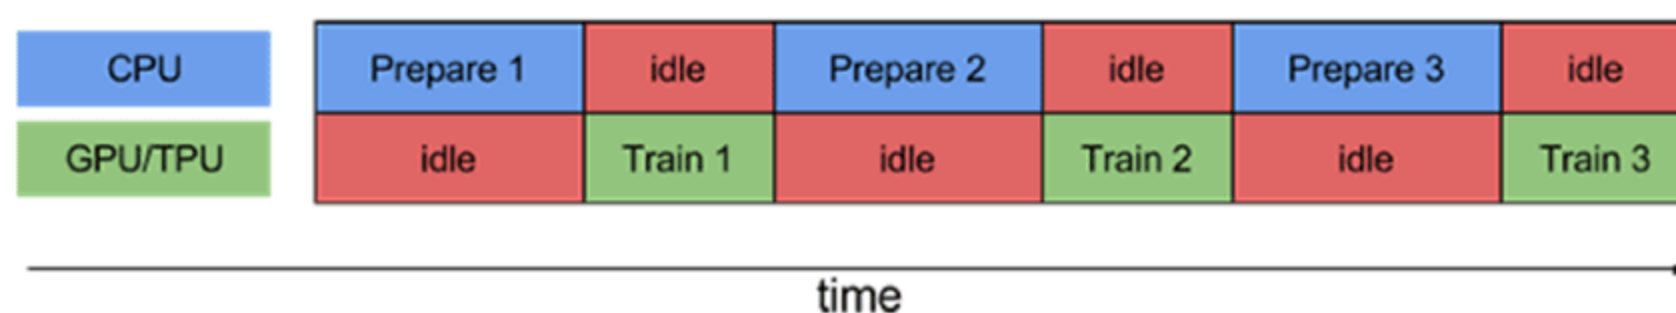 CPU Prepare 1 idle Prepare 2 idle Prepare 3 idle
GPU/TPU idle Train 1 idle Train 2 idle Train 3
time